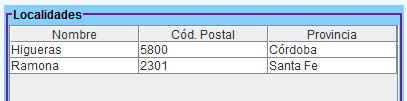 Localidades
Nombre Cód. Postal Provincia
Higueras 5800 Córdoba
Ramona 2301 Santa Fe